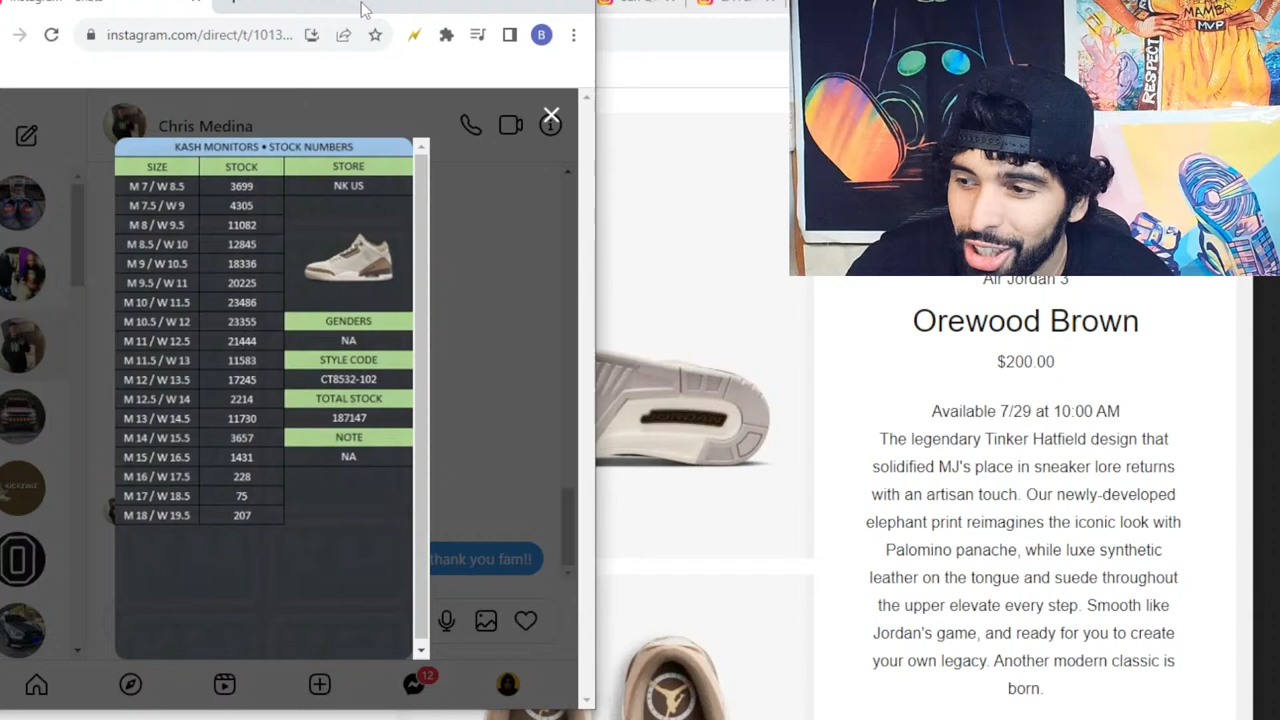 instagram.com/direct/t/1013...
B
Chris Medina
KASH MONITORS • STOCK NUMBERS
SIZE STOCK STORE
M 7 / W 8.5 3699 NK US
M 7.5 / W 9 4305
M 8 / W 9.5 11082
M 8.5 / W 10 12845
M 9 / W 10.5 18336
M 9.5 / W 11 20225
M 10 / W 11.5 23486
M 10.5 / W 12 23355 GENDERS
M 11 / W 12.5 21444 NA
M 11.5 / W 13 11583 STYLE CODE
M 12 / W 13.5 17245 CT8532-102
M 12.5 / W 14 2214 TOTAL STOCK
M 13 / W 14.5 11730 187147
M 14 / W 15.5 3657 NOTE
M 15 / W 16.5 1431 NA
M 16 / W 17.5 228
M 17 / W 18.5 75
M 18 / W 19.5 207
thank you fam!!
12
RESPECT
MAMBA
MVP
JORDAN
Air Jordan 3
Orewood Brown
$200.00
Available 7/29 at 10:00 AM
The legendary Tinker Hatfield design that
solidified MJ's place in sneaker lore returns
with an artisan touch. Our newly-developed
elephant print reimagines the iconic look with
Palomino panache, while luxe synthetic
leather on the tongue and suede throughout
the upper elevate every step. Smooth like
Jordan's game, and ready for you to create
your own legacy. Another modern classic is
born.